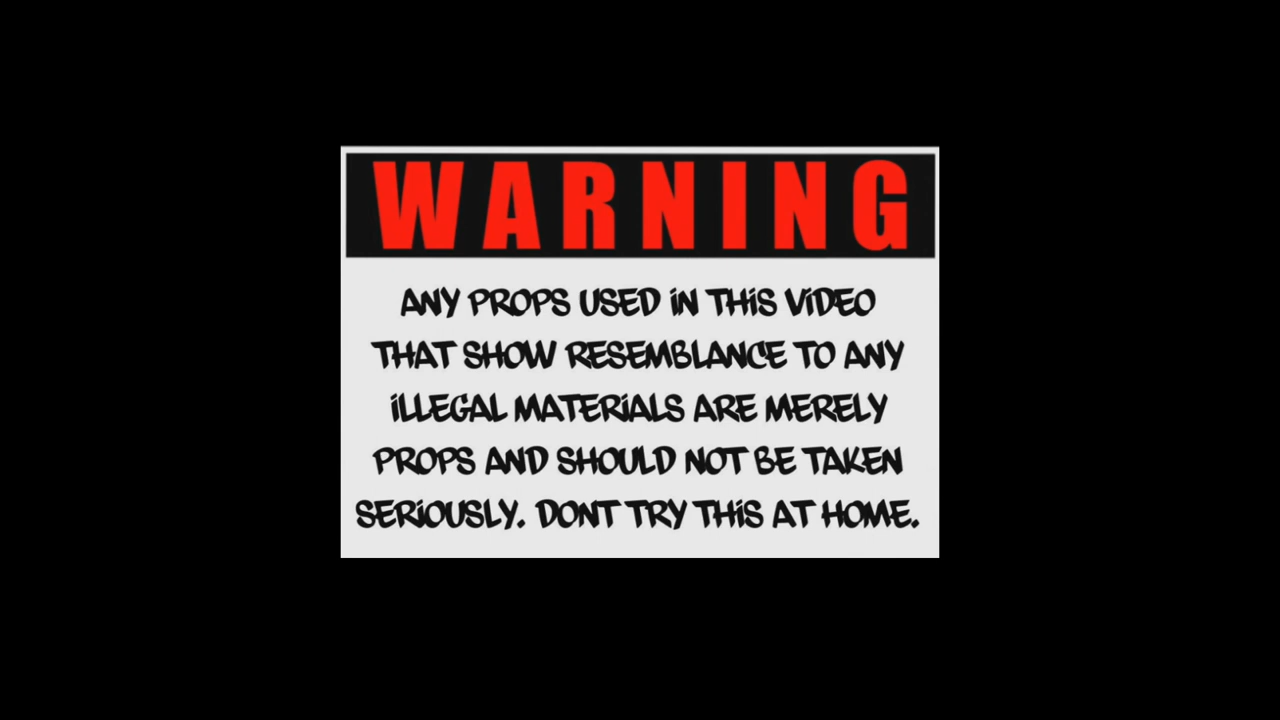 WARNING
ANY PROPS USED IN THIS VIDEO
THAT SHOW RESEMBLANCE TO ANY
ILLEGAL MATERIALS ARE MERELY
PROPS AND SHOULD NOT BE TAKEN
SERIOUSLY. DONT TRY THIS AT HOME.